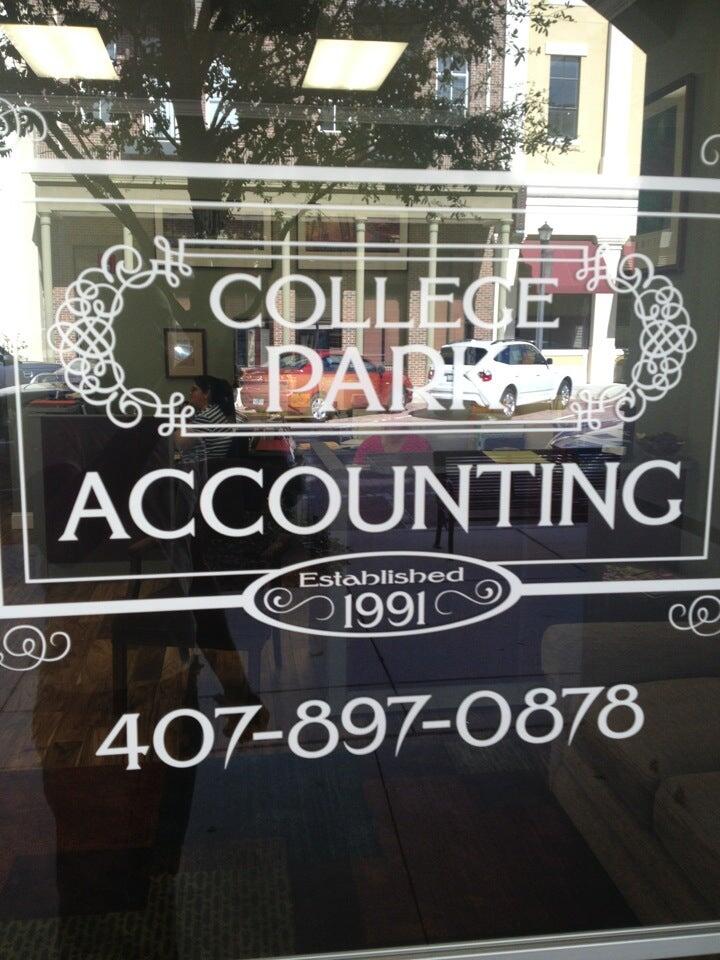 COLLEGE
PARK
ACCOUNTING
Established
1991
407-897-0878